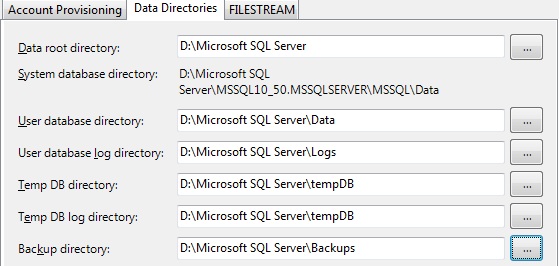 Account Provisioning Data Directories FILESTREAM
Data root directory: D:\Microsoft SQL Server ...
System database directory: D:\Microsoft SQL
Server\MSSQL10_50.MSSQLSERVER\MSSQL\Data
User database directory: D:\Microsoft SQL Server\Data ...
User database log directory: D:\Microsoft SQL Server\Logs ...
Temp DB directory: D:\Microsoft SQL Server\tempDB ...
Temp DB log directory: D:\Microsoft SQL Server\tempDB ...
Backup directory: D:\Microsoft SQL Server\Backups ...